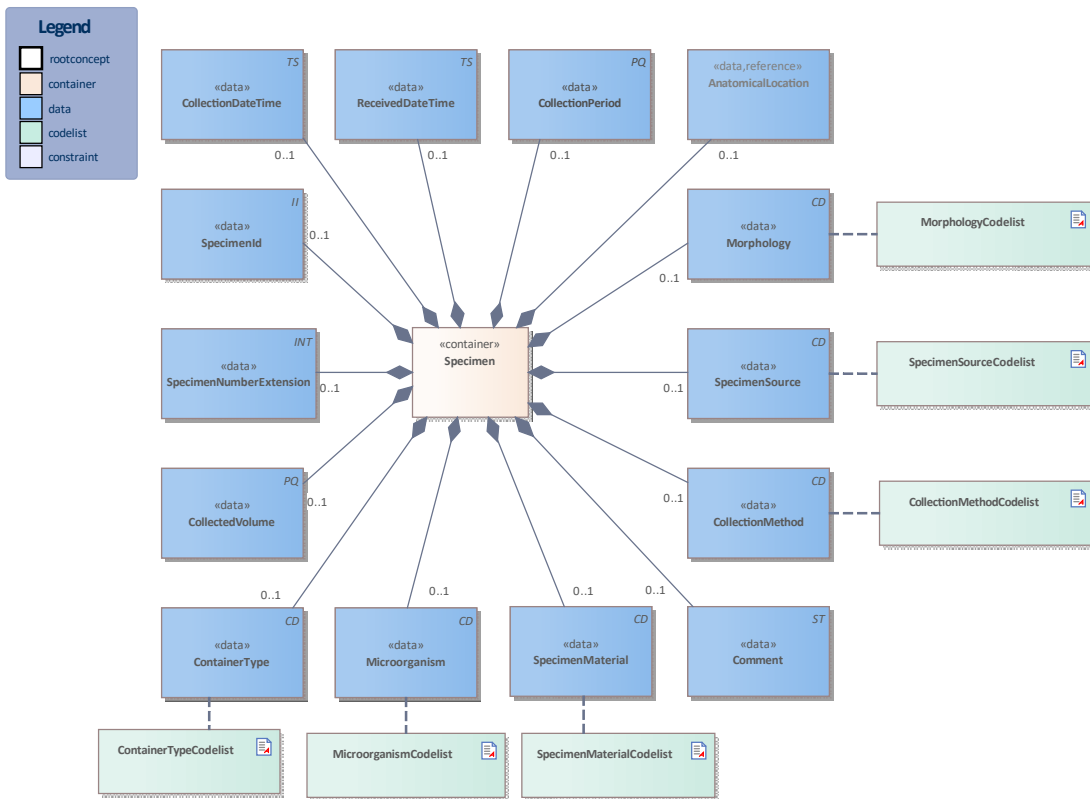 Legend
rootconcept
container
data
codelist
constraint
TS
«data»
CollectionDateTime
0..1
TS
«data»
ReceivedDateTime
0..1
PQ
«data»
CollectionPeriod
0..1
«data,reference»
AnatomicalLocation
0..1
II
«data»
SpecimenId
0..1
CD
«data»
Morphology
0..1
MorphologyCodelist
«container»
Specimen
INT
«data»
SpecimenNumberExtension
0..1
CD
«data»
SpecimenSource
0..1
SpecimenSourceCodelist
PQ
«data»
CollectedVolume
0..1
CD
«data»
CollectionMethod
0..1
CollectionMethodCodelist
0..1
CD
«data»
ContainerType
0..1
CD
«data»
Microorganism
0..1
CD
«data»
SpecimenMaterial
0..1
ST
«data»
Comment
ContainerTypeCodelist
MicroorganismCodelist
SpecimenMaterialCodelist